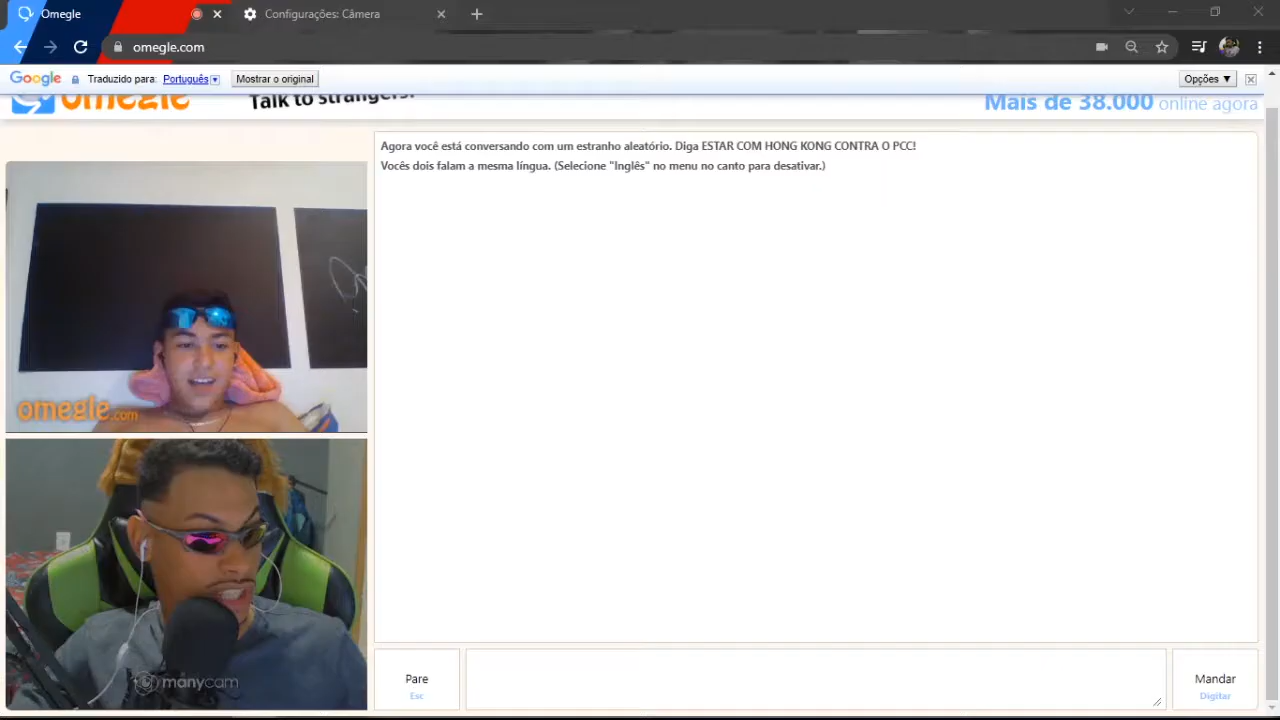 Omegle
Configurações: Câmera
omegle.com
Google Traduzido para: Português Mostrar o original Opções ▼
omegle Talk to strangers! Mais de 38.000 online agora
Agora você está conversando com um estranho aleatório. Diga ESTAR COM HONG KONG CONTRA O PCC!
Vocês dois falam a mesma língua. (Selecione "Inglês" no menu no canto para desativar.)
omegle.com
manycam
Pare
Esc
Mandar
Digitar